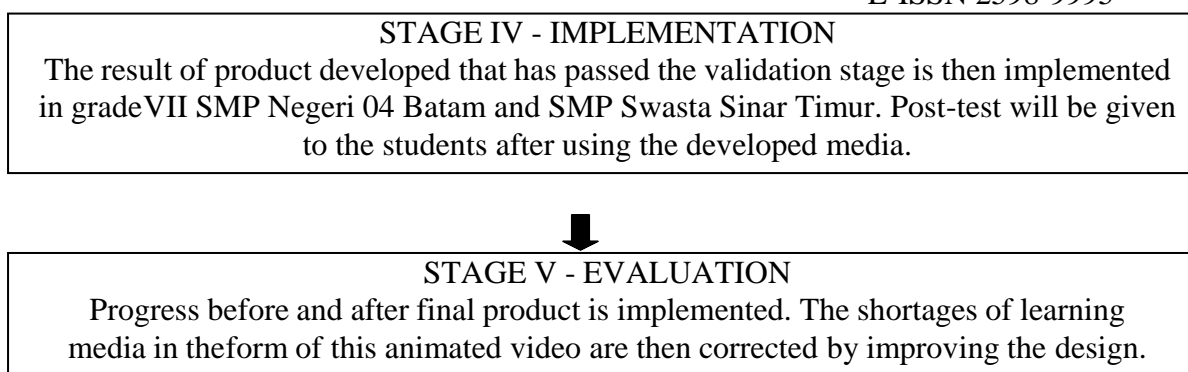 STAGE IV - IMPLEMENTATION
The result of product developed that has passed the validation stage is then implemented
in gradeVII SMP Negeri 04 Batam and SMP Swasta Sinar Timur. Post-test will be given
to the students after using the developed media.
STAGE V - EVALUATION
Progress before and after final product is implemented. The shortages of learning
media in theform of this animated video are then corrected by improving the design.